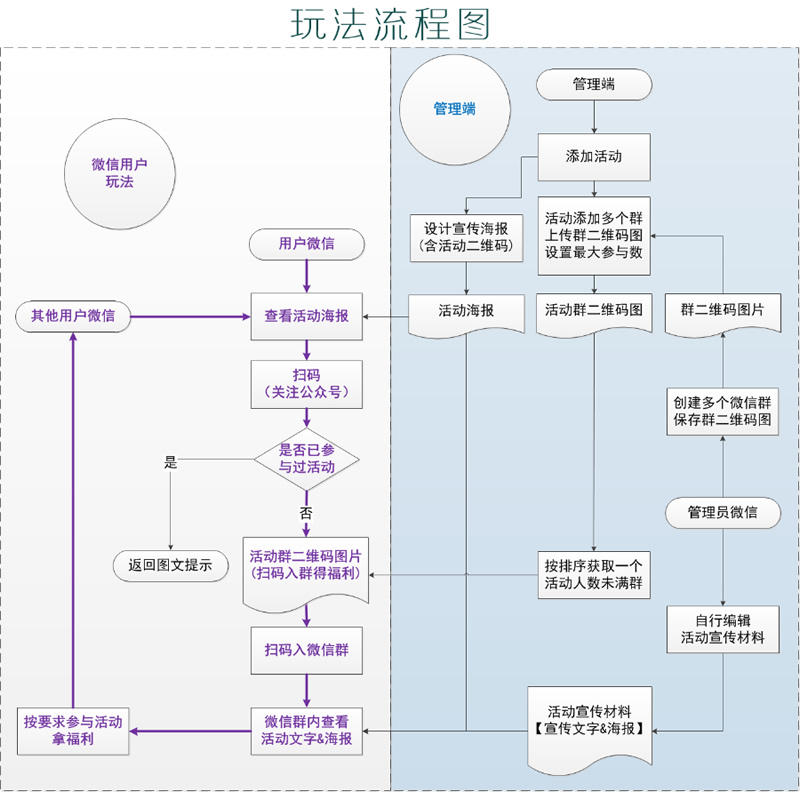 玩法流程图
微信用户
玩法
用户微信
其他用户微信
查看活动海报
扫码
（关注公众号）
是否已参
与过活动
是
否
返回图文提示
活动群二维码图片
（扫码入群得福利）
扫码入微信群
微信群内查看
活动文字&海报
按要求参与活动
拿福利
管理端
管理端
添加活动
设计宣传海报
（含活动二维码）
活动添加多个群
上传群二维码图
设置最大参与数
活动海报
活动群二维码图
群二维码图片
创建多个微信群
保存群二维码图
管理员微信
按排序获取一个
活动人数未满群
自行编辑
活动宣传材料
活动宣传材料
【宣传文字&海报】